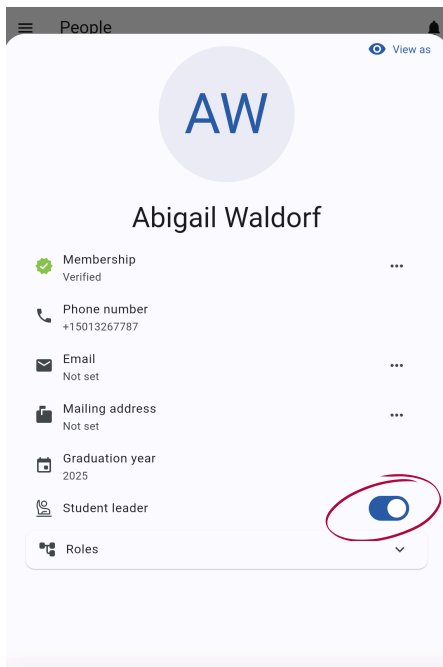 People
View as
AW
Abigail Waldorf
Membership
Verified
Phone number
+15013267787
Email
Not set
Mailing address
Not set
Graduation year
2025
Student leader
Roles